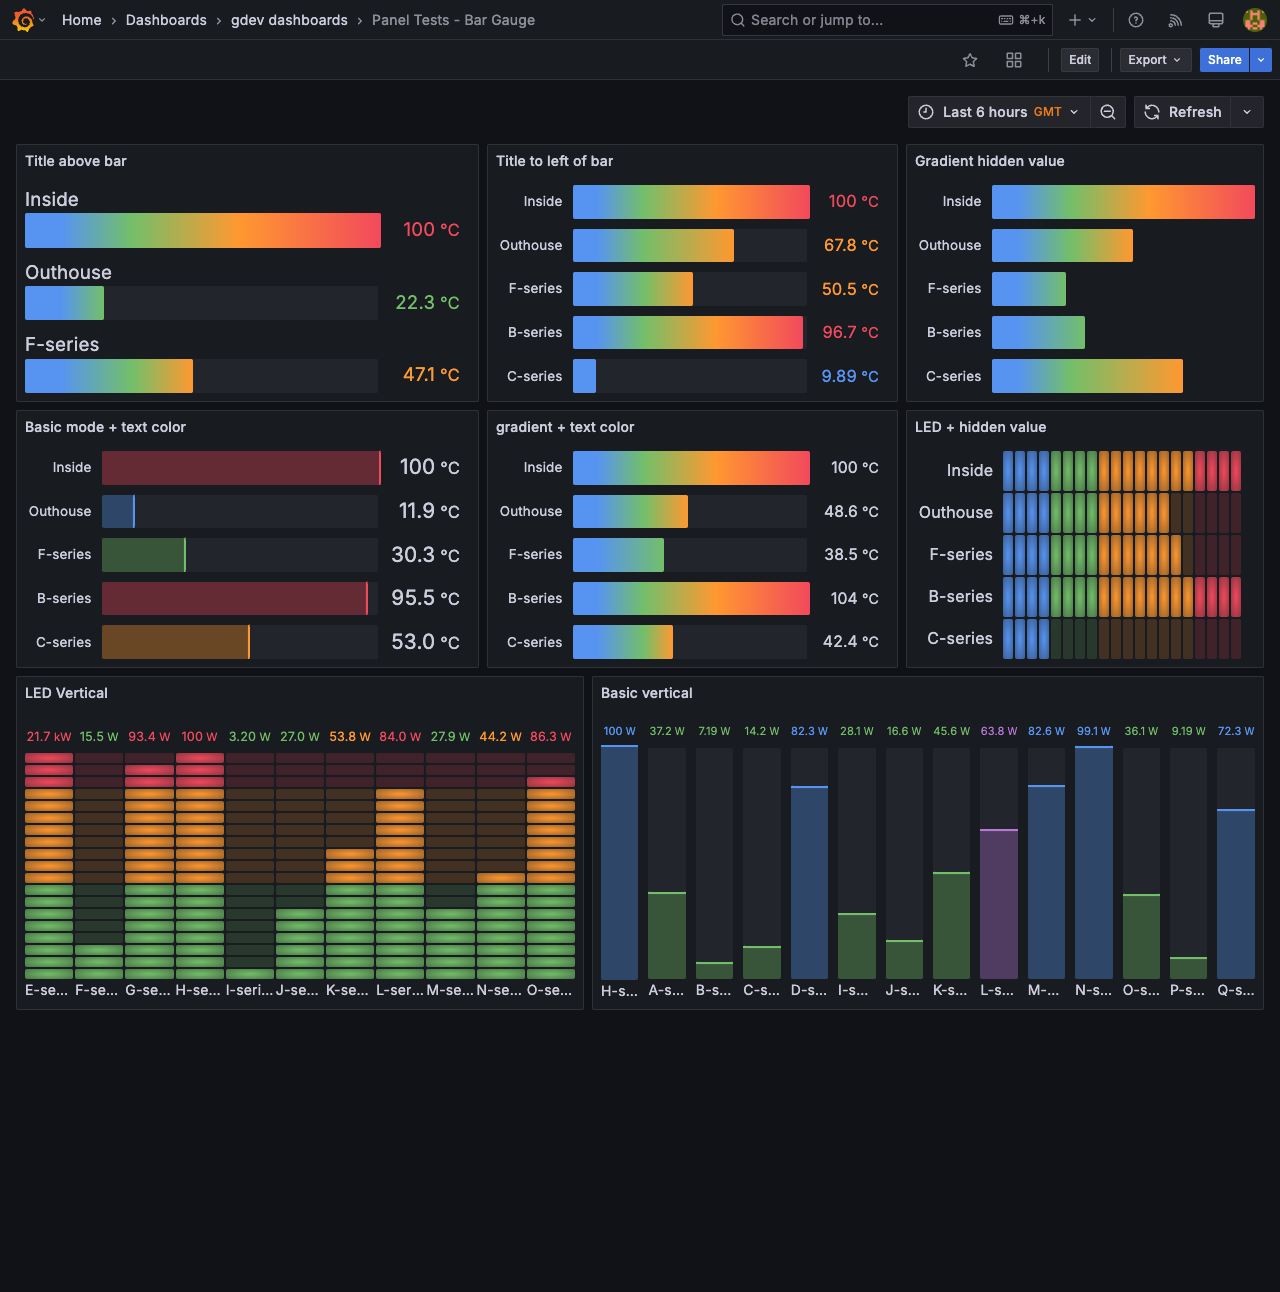 Home › Dashboards › gdev dashboards › Panel Tests - Bar Gauge
Search or jump to... ⌘+k
Edit Export Share
Last 6 hours GMT Refresh
Title above bar
Inside
100 °C
Outhouse
22.3 °C
F-series
47.1 °C
Title to left of bar
Inside 100 °C
Outhouse 67.8 °C
F-series 50.5 °C
B-series 96.7 °C
C-series 9.89 °C
Gradient hidden value
Inside
Outhouse
F-series
B-series
C-series
Basic mode + text color
Inside 100 °C
Outhouse 11.9 °C
F-series 30.3 °C
B-series 95.5 °C
C-series 53.0 °C
gradient + text color
Inside 100 °C
Outhouse 48.6 °C
F-series 38.5 °C
B-series 104 °C
C-series 42.4 °C
LED + hidden value
Inside
Outhouse
F-series
B-series
C-series
LED Vertical
21.7 kW 15.5 W 93.4 W 100 W 3.20 W 27.0 W 53.8 W 84.0 W 27.9 W 44.2 W 86.3 W
E-se... F-se... G-se... H-se... I-seri... J-se... K-se... L-ser... M-se... N-se... O-se...
Basic vertical
100 W 37.2 W 7.19 W 14.2 W 82.3 W 28.1 W 16.6 W 45.6 W 63.8 W 82.6 W 99.1 W 36.1 W 9.19 W 72.3 W
H-s... A-s... B-s... C-s... D-s... I-s... J-s... K-s... L-s... M-... N-s... O-s... P-s... Q-s...